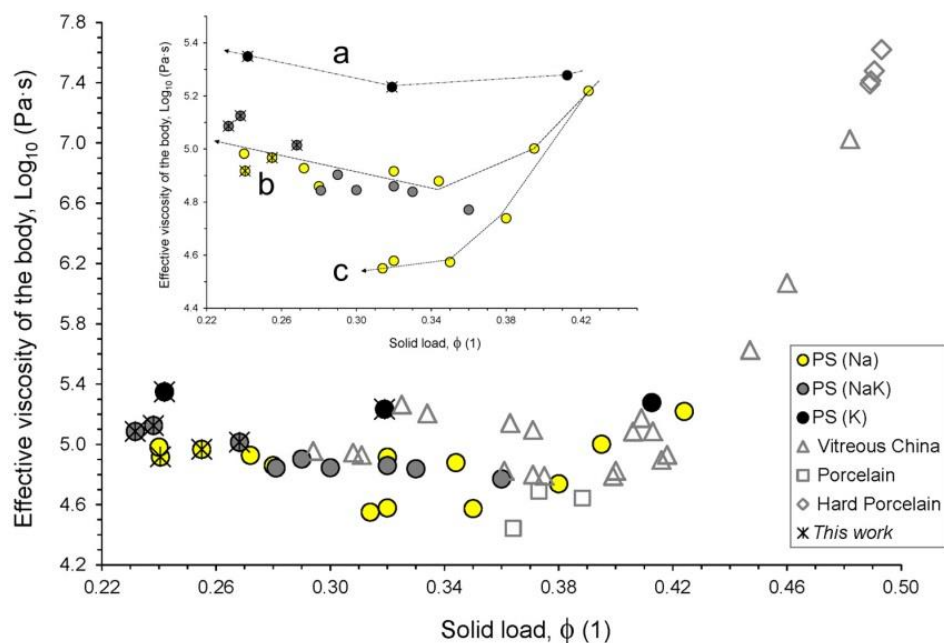 7.8
7.4
7.0
6.6
6.2
5.8
5.4
5.0
4.6
4.2
Effective viscosity of the body, Log10 (Pa·s)
0.22
0.26
0.30
0.34
0.38
0.42
0.46
0.50
Solid load, ϕ (1)
5.4
5.2
5.0
4.8
4.6
5.4
Effective viscosity of the body, Log10 (Pa·s)
0.22
0.26
0.30
0.34
0.38
0.42
Solid load, ϕ (1)
a
b
c
PS (Na)
PS (NaK)
PS (K)
Vitreous China
Porcelain
Hard Porcelain
This work